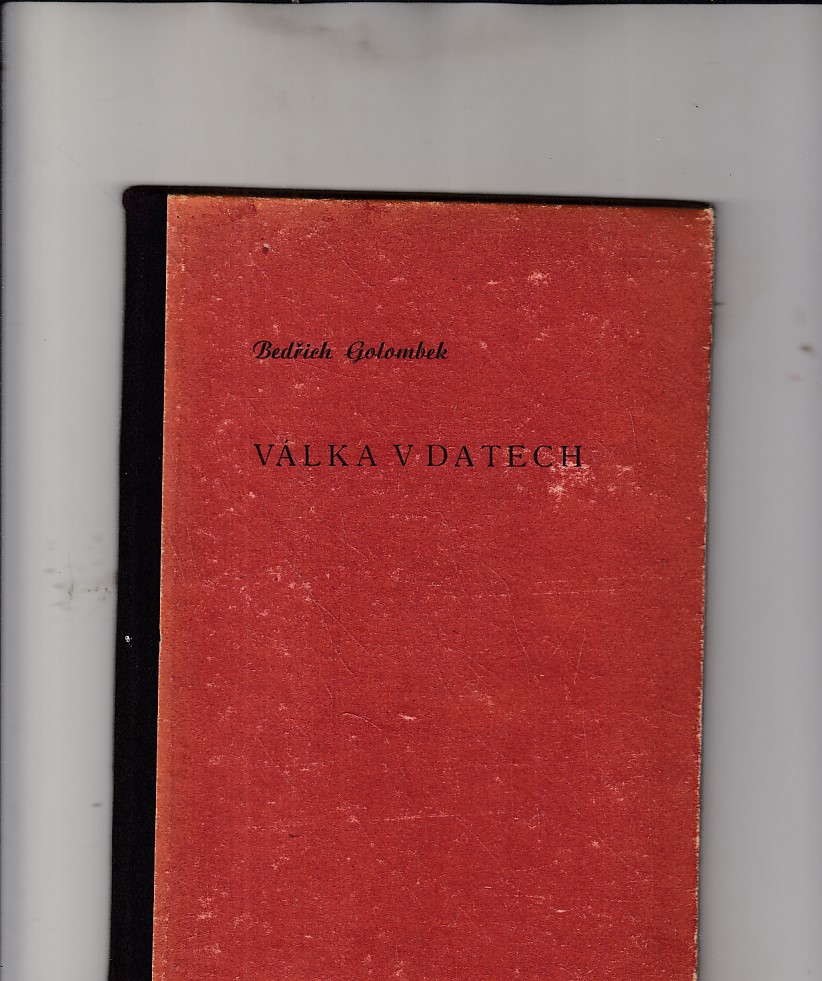 Bedřich Golombek
VÁLKA V DATECH